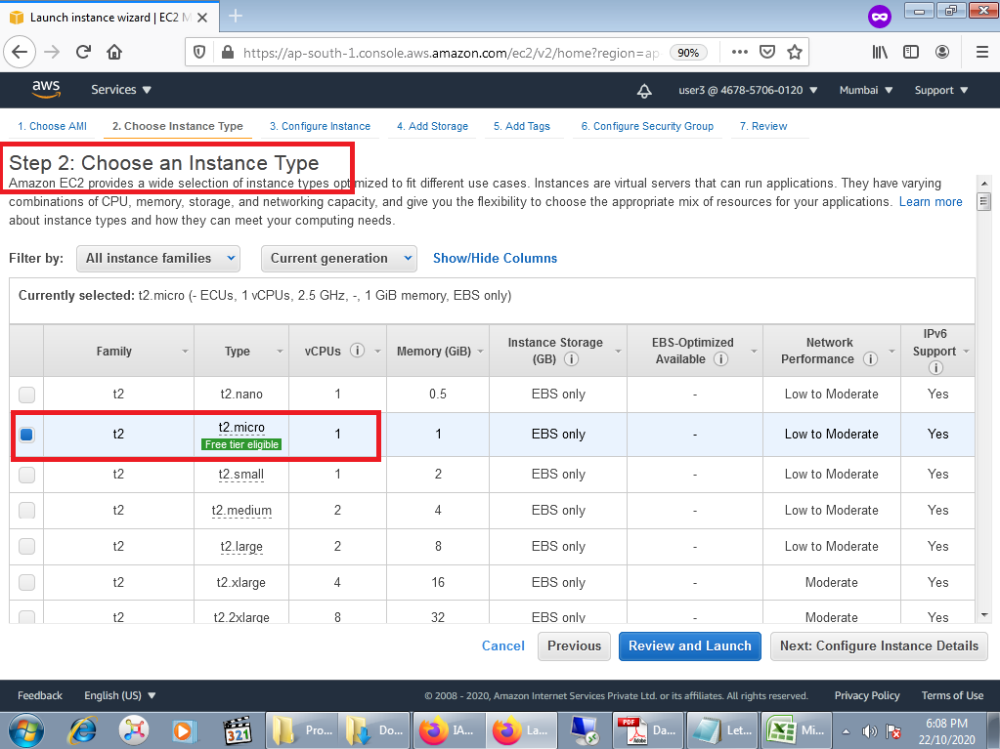 Launch instance wizard | EC2 M
https://ap-south-1.console.aws.amazon.com/ec2/v2/home?region=ap
90%
aws
Services
user3 @ 4678-5706-0120
Mumbai
Support
1. Choose AMI
2. Choose Instance Type
3. Configure Instance
4. Add Storage
5. Add Tags
6. Configure Security Group
7. Review
Step 2: Choose an Instance Type
Amazon EC2 provides a wide selection of instance types optimized to fit different use cases. Instances are virtual servers that can run applications. They have varying
combinations of CPU, memory, storage, and networking capacity, and give you the flexibility to choose the appropriate mix of resources for your applications. Learn more
about instance types and how they can meet your computing needs.
Filter by:
All instance families
Current generation
Show/Hide Columns
Currently selected: t2.micro (- ECUs, 1 vCPUs, 2.5 GHz, -, 1 GiB memory, EBS only)
Family
Type
vCPUs
Memory (GiB)
Instance Storage
(GB)
EBS-Optimized
Available
Network
Performance
IPv6
Support
t2 t2.nano 1 0.5 EBS only - Low to Moderate Yes
t2 t2.micro 1 1 EBS only - Low to Moderate Yes
Free tier eligible
t2 t2.small 1 2 EBS only - Low to Moderate Yes
t2 t2.medium 2 4 EBS only - Low to Moderate Yes
t2 t2.large 2 8 EBS only - Low to Moderate Yes
t2 t2.xlarge 4 16 EBS only - Moderate Yes
t2 t2.2xlarge 8 32 EBS only - Moderate Yes
Cancel
Previous
Review and Launch
Next: Configure Instance Details
Feedback
English (US)
© 2008 - 2020, Amazon Internet Services Private Ltd. or its affiliates. All rights reserved.
Privacy Policy
Terms of Use
321
Pro...
Do...
IA...
La...
PDF
Adobe
Da...
Let...
Mi...
6:08 PM
22/10/2020